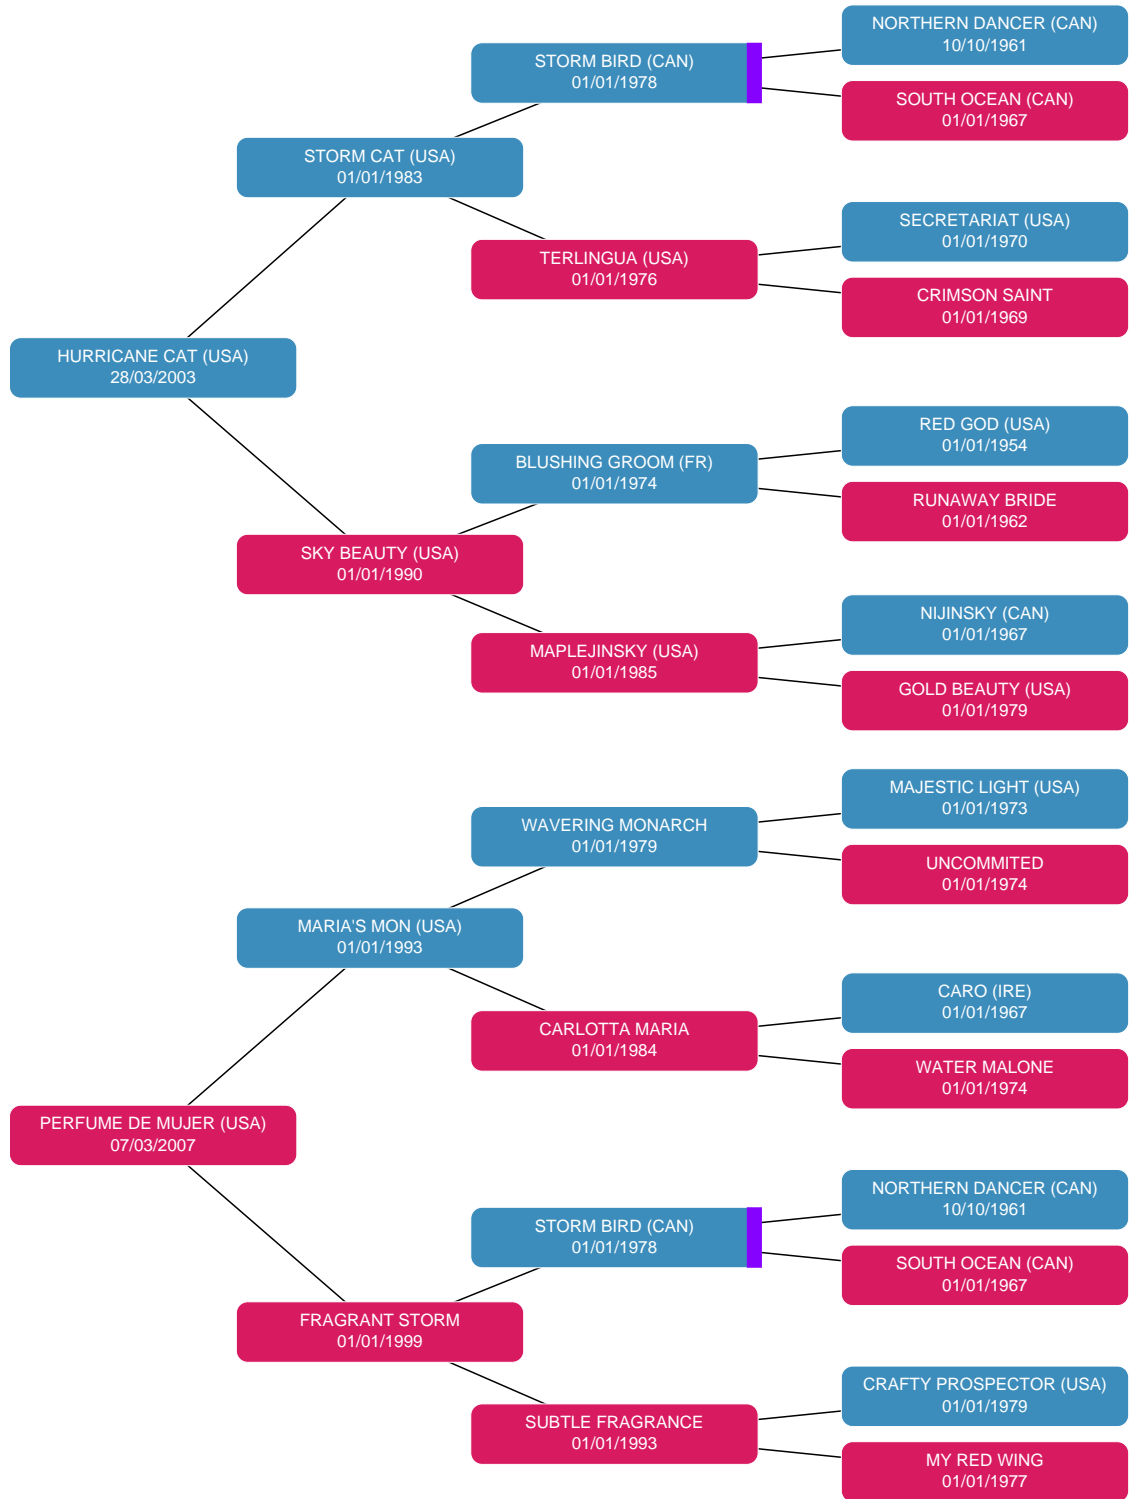 NORTHERN DANCER (CAN)
10/10/1961
STORM BIRD (CAN)
01/01/1978
SOUTH OCEAN (CAN)
01/01/1967
STORM CAT (USA)
01/01/1983
SECRETARIAT (USA)
01/01/1970
TERLINGUA (USA)
01/01/1976
CRIMSON SAINT
01/01/1969
HURRICANE CAT (USA)
28/03/2003
RED GOD (USA)
01/01/1954
BLUSHING GROOM (FR)
01/01/1974
RUNAWAY BRIDE
01/01/1962
SKY BEAUTY (USA)
01/01/1990
NIJINSKY (CAN)
01/01/1967
MAPLEJINSKY (USA)
01/01/1985
GOLD BEAUTY (USA)
01/01/1979
MAJESTIC LIGHT (USA)
01/01/1973
WAVERING MONARCH
01/01/1979
UNCOMMITED
01/01/1974
MARIA'S MON (USA)
01/01/1993
CARO (IRE)
01/01/1967
CARLOTTA MARIA
01/01/1984
WATER MALONE
01/01/1974
PERFUME DE MUJER (USA)
07/03/2007
NORTHERN DANCER (CAN)
10/10/1961
STORM BIRD (CAN)
01/01/1978
SOUTH OCEAN (CAN)
01/01/1967
FRAGRANT STORM
01/01/1999
CRAFTY PROSPECTOR (USA)
01/01/1979
SUBTLE FRAGRANCE
01/01/1993
MY RED WING
01/01/1977